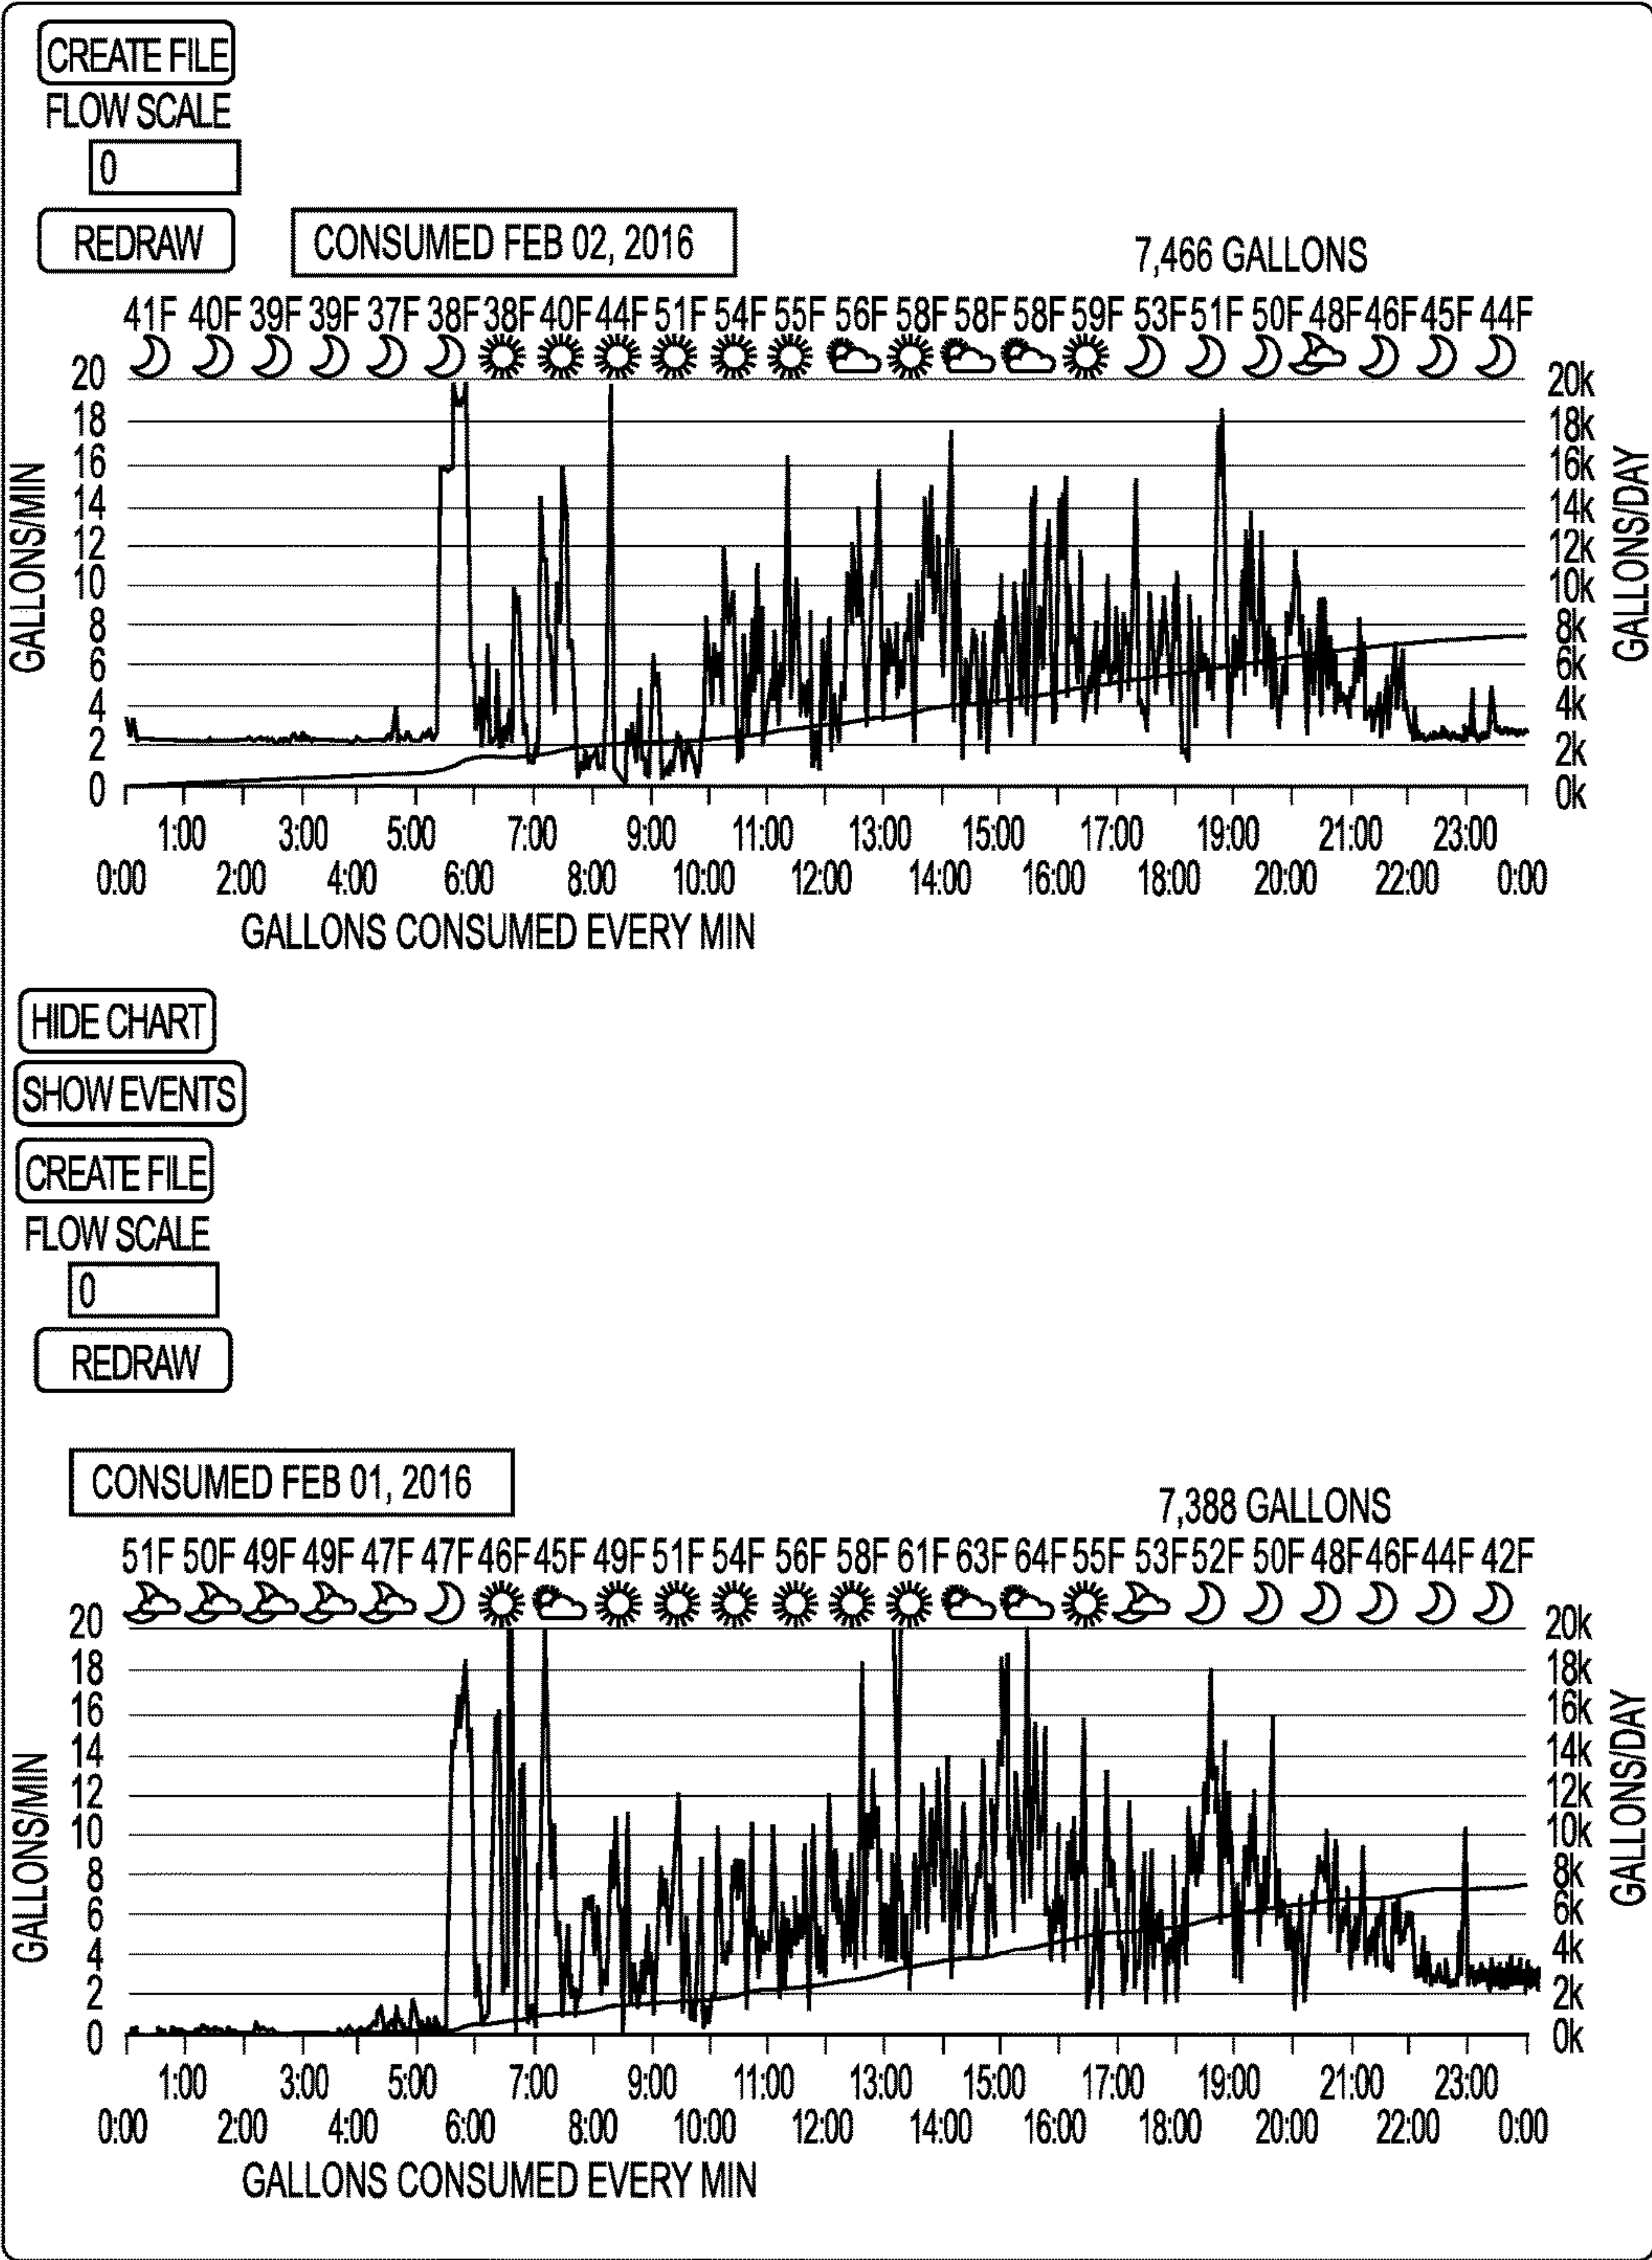 CREATE FILE
FLOW SCALE
0
REDRAW
CONSUMED FEB 02, 2016
7,466 GALLONS
41F 40F 39F 39F 37F 38F 38F 40F 44F 51F 54F 55F 56F 58F 58F 58F 59F 53F 51F 50F 48F 46F 45F 44F
GALLONS/MIN
20
18
16
14
12
10
8
6
4
2
0
20k
18k
16k
14k
12k
10k
8k
6k
4k
2k
0k
GALLONS/DAY
1:00 3:00 5:00 7:00 9:00 11:00 13:00 15:00 17:00 19:00 21:00 23:00
0:00 2:00 4:00 6:00 8:00 10:00 12:00 14:00 16:00 18:00 20:00 22:00 0:00
GALLONS CONSUMED EVERY MIN
HIDE CHART
SHOW EVENTS
CREATE FILE
FLOW SCALE
0
REDRAW
CONSUMED FEB 01, 2016
7,388 GALLONS
51F 50F 49F 49F 47F 47F 46F 45F 49F 51F 54F 56F 58F 61F 63F 64F 55F 53F 52F 50F 48F 46F 44F 42F
GALLONS/MIN
20
18
16
14
12
10
8
6
4
2
0
20k
18k
16k
14k
12k
10k
8k
6k
4k
2k
0k
GALLONS/DAY
1:00 3:00 5:00 7:00 9:00 11:00 13:00 15:00 17:00 19:00 21:00 23:00
0:00 2:00 4:00 6:00 8:00 10:00 12:00 14:00 16:00 18:00 20:00 22:00 0:00
GALLONS CONSUMED EVERY MIN